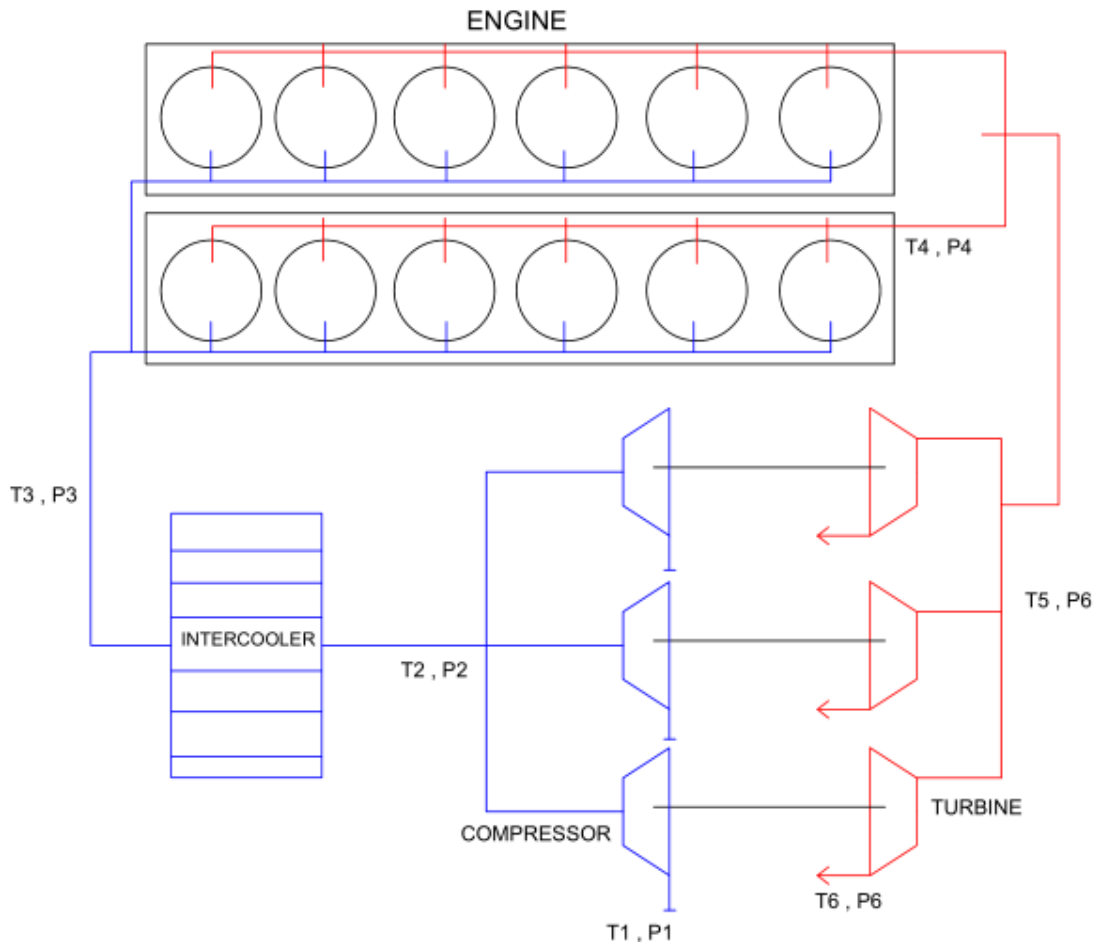 ENGINE
T4 , P4
T3 , P3
INTERCOOLER
T2 , P2
T5 , P6
COMPRESSOR
TURBINE
T6 , P6
T1 , P1